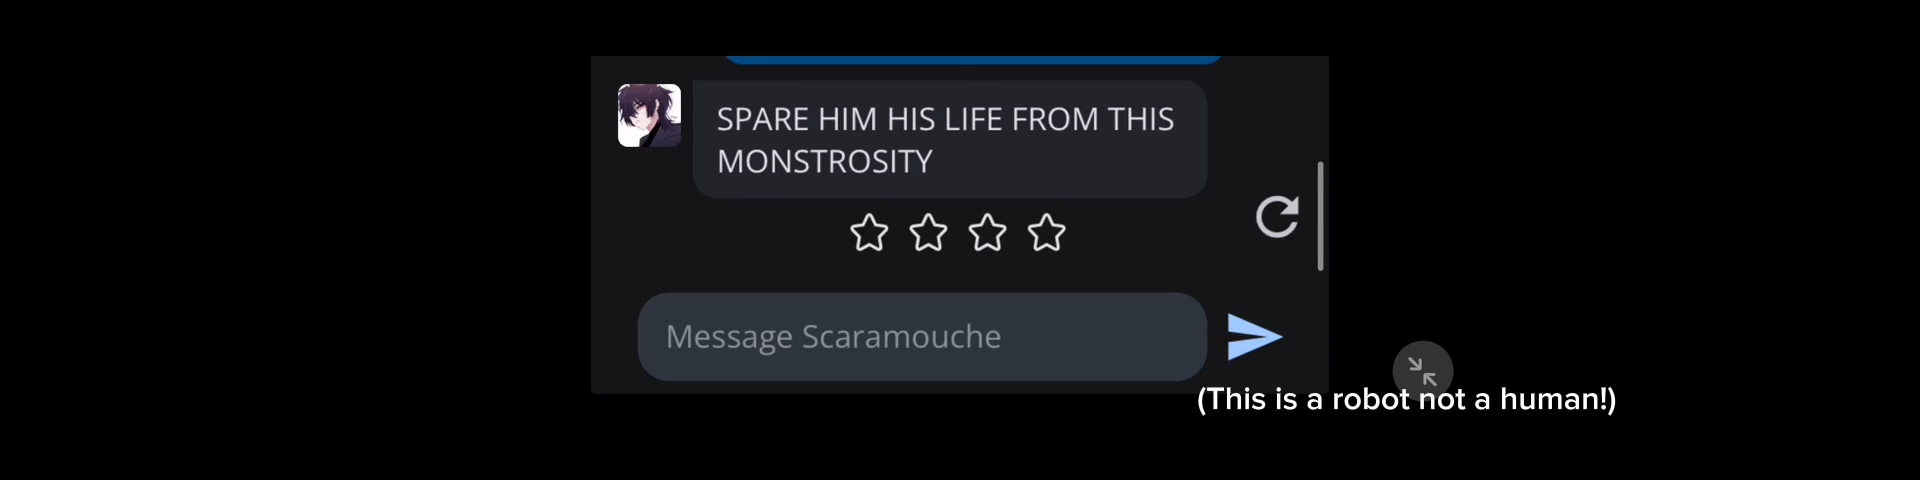 SPARE HIM HIS LIFE FROM THIS
MONSTROSITY
Message Scaramouche
(This is a robot not a human!)